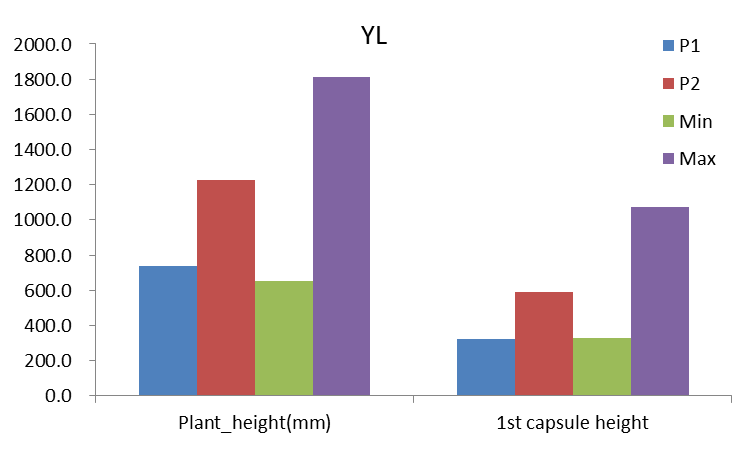 YL
2000.0
1800.0
1600.0
1400.0
1200.0
1000.0
800.0
600.0
400.0
200.0
0.0
P1
P2
Min
Max
Plant_height(mm)
1st capsule height